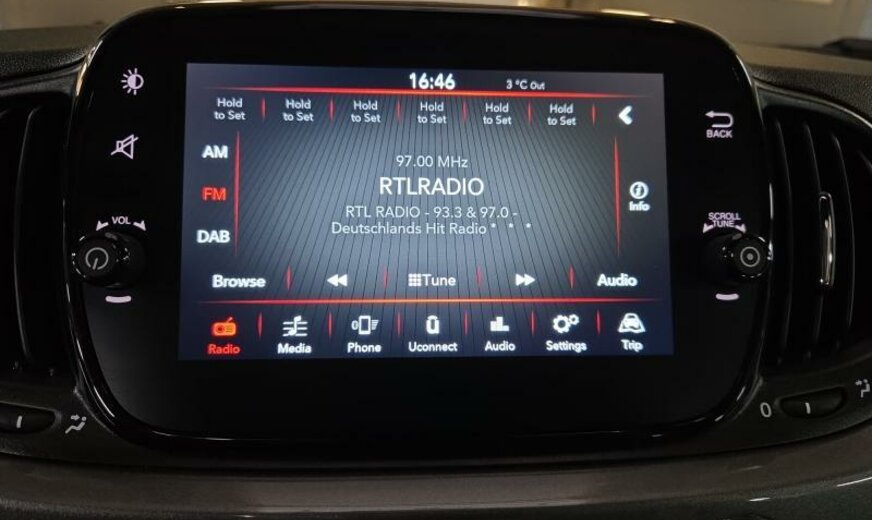 16:46 3 °C Out
Hold to Set Hold to Set Hold to Set Hold to Set Hold to Set Hold to Set
BACK
AM
97.00 MHz
FM
RTLRADIO
Info
RTL RADIO - 93.3 & 97.0 -
Deutschlands Hit Radio * * *
DAB
VOL
SCROLL
TUNE
Browse Tune Audio
Radio Media Phone Uconnect Audio Settings Trip
0